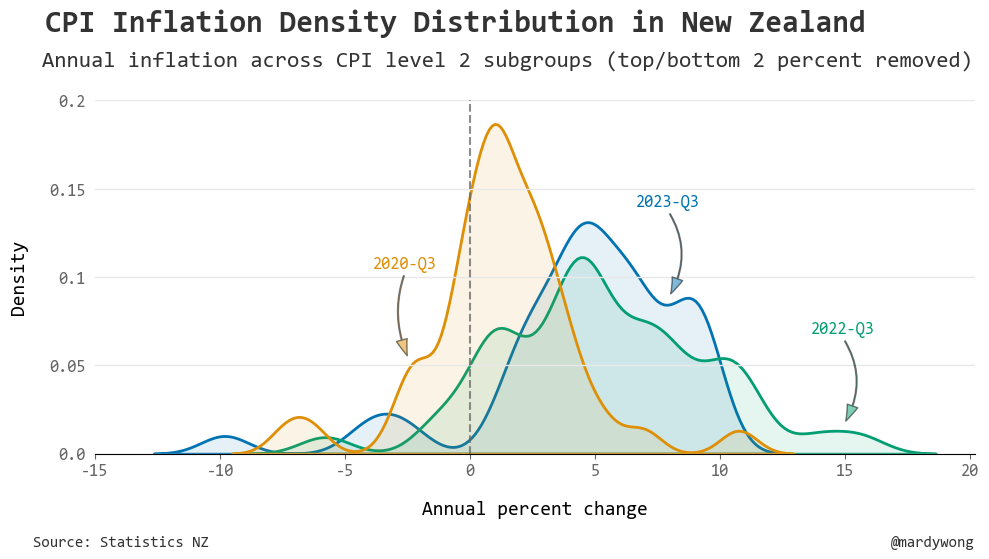 CPI Inflation Density Distribution in New Zealand
Annual inflation across CPI level 2 subgroups (top/bottom 2 percent removed)
0.2
0.15
0.1
0.05
0.0
Density
2020-Q3
2023-Q3
2022-Q3
-15 -10 -5 0 5 10 15 20
Annual percent change
Source: Statistics NZ @mardywong